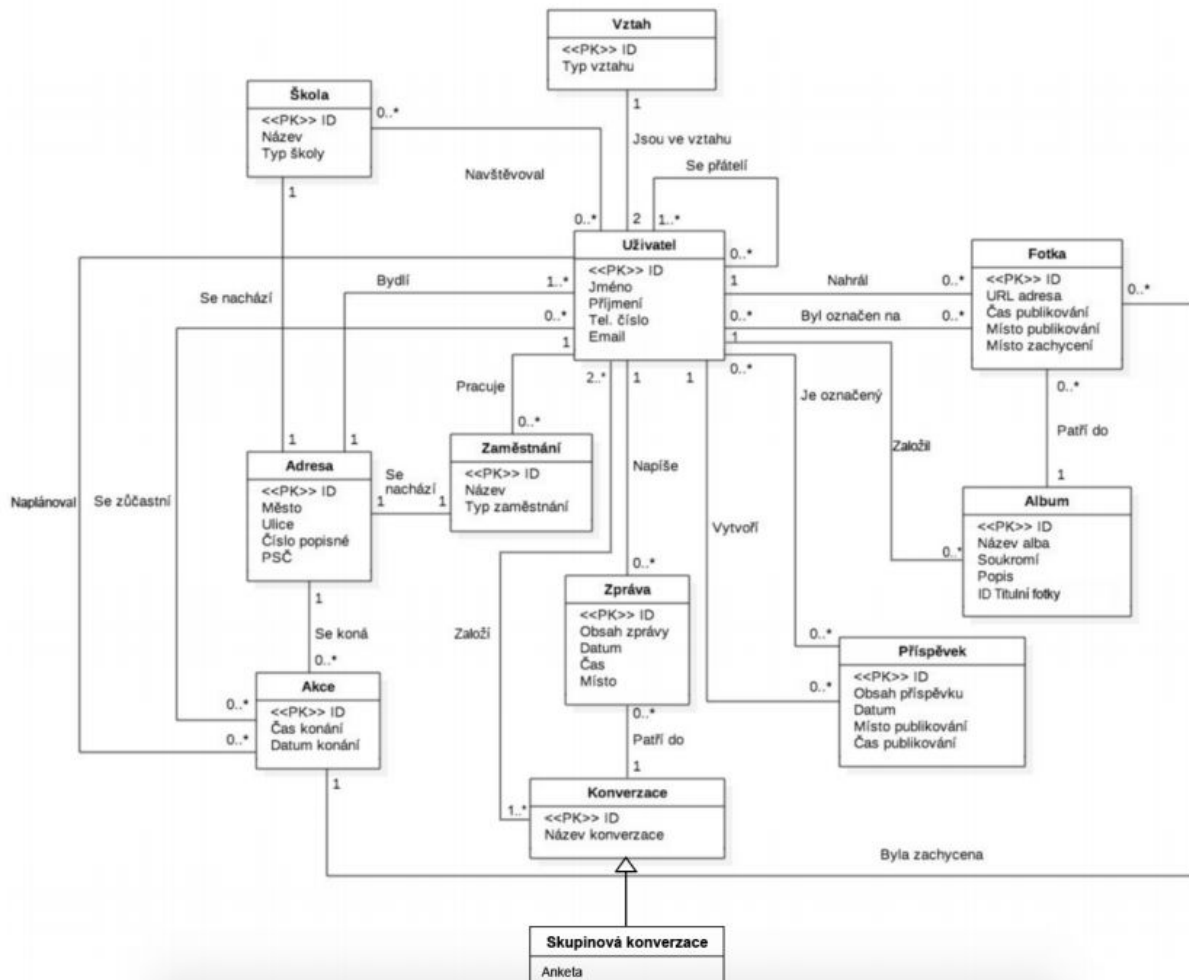 Vztah
<<PK>> ID
Typ vztahu
1
Jsou ve vztahu
2
Škola
<<PK>> ID
Název
Typ školy
0..*
Navštěvoval
0..*
1
Se nachází
1
Se přátelí
1..*
0..*
Uživatel
<<PK>> ID
Jméno
Příjmení
Tel. číslo
Email
Bydlí
1..*
1
0..*
Se zúčastní
0..*
Naplánoval
0..*
1
Pracuje
0..*
1
Nahrál
0..*
0..*
Byl označen na
0..*
Fotka
<<PK>> ID
URL adresa
Čas publikování
Místo publikování
Místo zachycení
0..*
0..*
Patří do
1
1
Založil
0..*
Album
<<PK>> ID
Název alba
Soukromí
Popis
ID Titulní fotky
0..*
Je označený
0..*
1
Vytvoří
0..*
Příspěvek
<<PK>> ID
Obsah příspěvku
Datum
Místo publikování
Čas publikování
Zaměstnání
<<PK>> ID
Název
Typ zaměstnání
Se
nachází
1
1
Adresa
<<PK>> ID
Město
Ulice
Číslo popisné
PSČ
1
Se koná
0..*
Akce
<<PK>> ID
Čas konání
Datum konání
1
Byla zachycena
2..*
Založí
1..*
1
Napíše
0..*
Zpráva
<<PK>> ID
Obsah zprávy
Datum
Čas
Místo
0..*
Patří do
1
Konverzace
<<PK>> ID
Název konverzace
Skupinová konverzace
Anketa